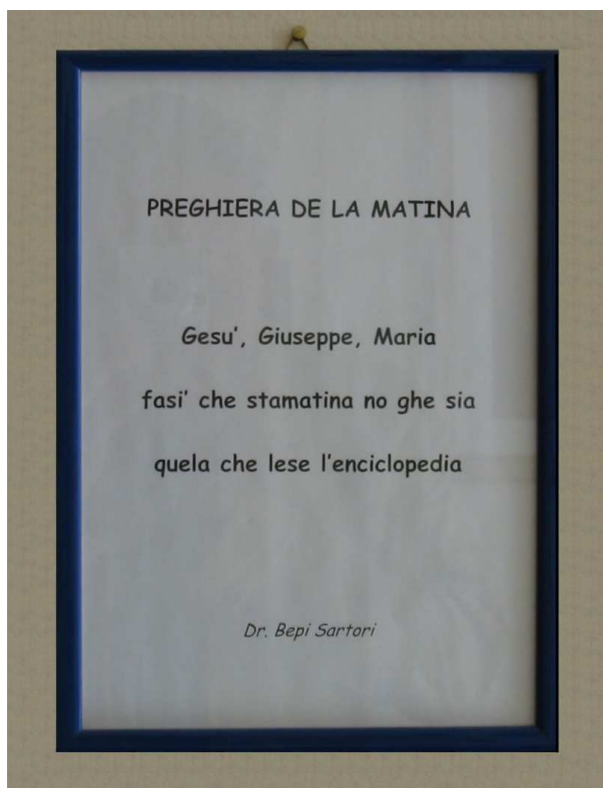 PREGHIERA DE LA MATINA
Gesu', Giuseppe, Maria
fasi' che stamatina no ghe sia
quela che lese l'enciclopedia
Dr. Bepi Sartori